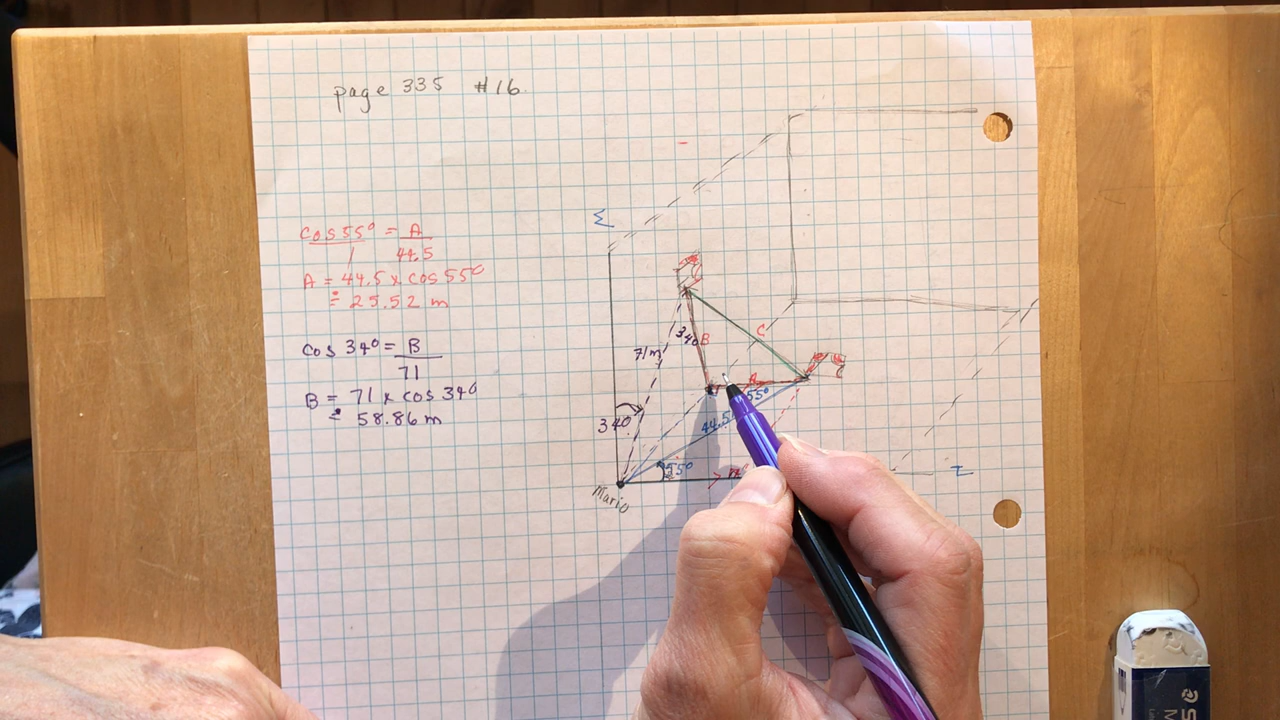 page 335 #16
cos 55° = A
1 44.5
A = 44.5 x cos 55°
≐ 25.52 m
cos 34° = B
71
B = 71 x cos 34°
≐ 58.86 m
34° B
C
71m
A
55°
44.5
34°
55°
Mario